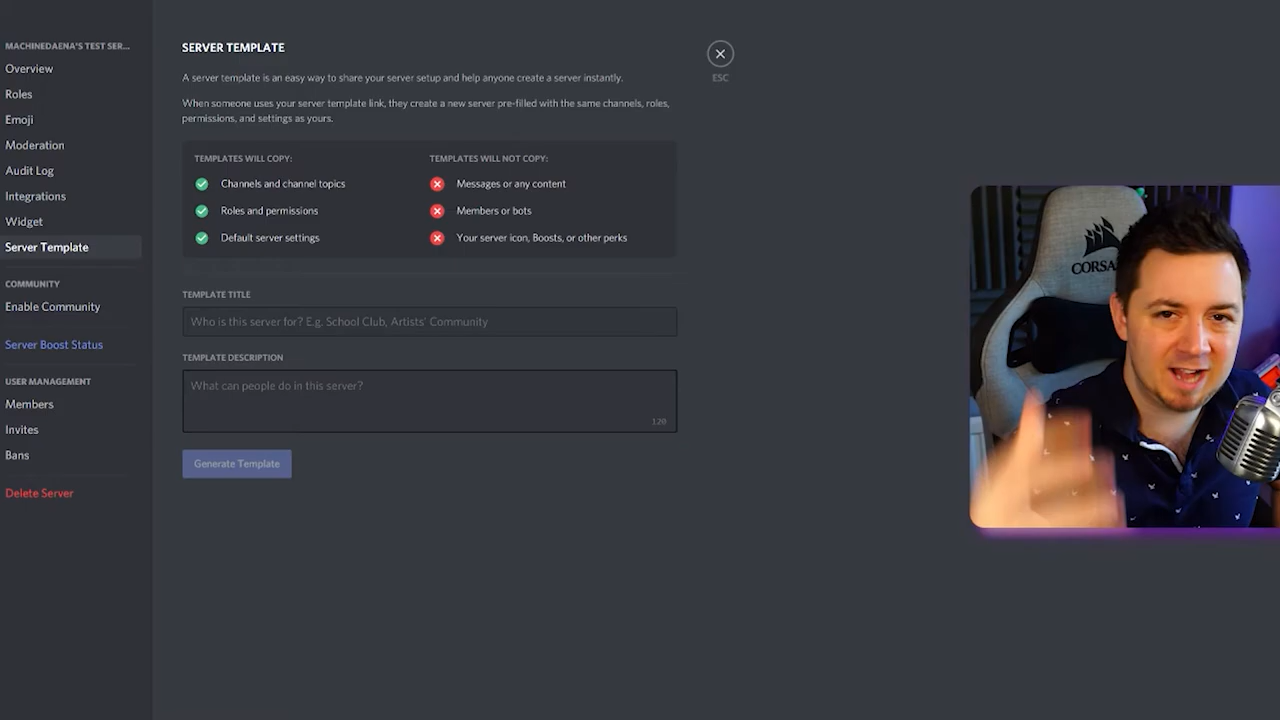 MACHINEDAENA'S TEST SER...
Overview
Roles
Emoji
Moderation
Audit Log
Integrations
Widget
Server Template
COMMUNITY
Enable Community
Server Boost Status
USER MANAGEMENT
Members
Invites
Bans
Delete Server
SERVER TEMPLATE
A server template is an easy way to share your server setup and help anyone create a server instantly.
When someone uses your server template link, they create a new server pre-filled with the same channels, roles,
permissions, and settings as yours.
TEMPLATES WILL COPY:
Channels and channel topics
Roles and permissions
Default server settings
TEMPLATES WILL NOT COPY:
Messages or any content
Members or bots
Your server icon, Boosts, or other perks
TEMPLATE TITLE
Who is this server for? E.g. School Club, Artists' Community
TEMPLATE DESCRIPTION
What can people do in this server?
120
Generate Template
ESC